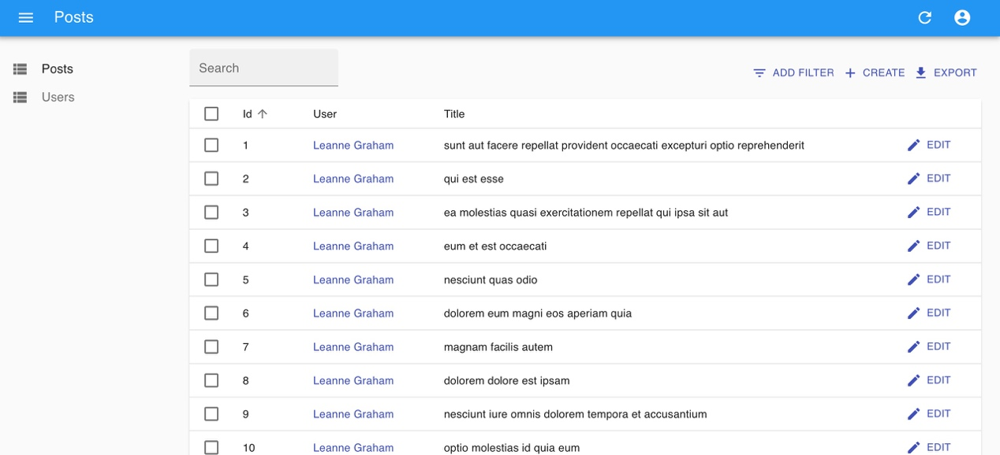 Posts
Posts
Users
Search
ADD FILTER CREATE EXPORT
Id User Title
1 Leanne Graham sunt aut facere repellat provident occaecati excepturi optio reprehenderit EDIT
2 Leanne Graham qui est esse EDIT
3 Leanne Graham ea molestias quasi exercitationem repellat qui ipsa sit aut EDIT
4 Leanne Graham eum et est occaecati EDIT
5 Leanne Graham nesciunt quas odio EDIT
6 Leanne Graham dolorem eum magni eos aperiam quia EDIT
7 Leanne Graham magnam facilis autem EDIT
8 Leanne Graham dolorem dolore est ipsam EDIT
9 Leanne Graham nesciunt iure omnis dolorem tempora et accusantium EDIT
10 Leanne Graham optio molestias id quia eum EDIT